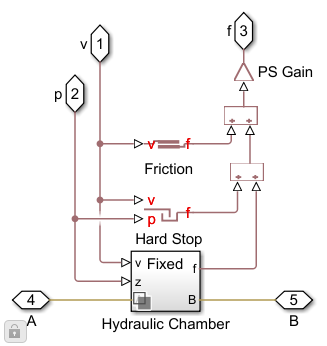 v
1
f
3
p
2
PS Gain
+ +
v f
Friction
+ +
v
p f
Hard Stop
v Fixed
f
z
B
4
A
5
B
Hydraulic Chamber